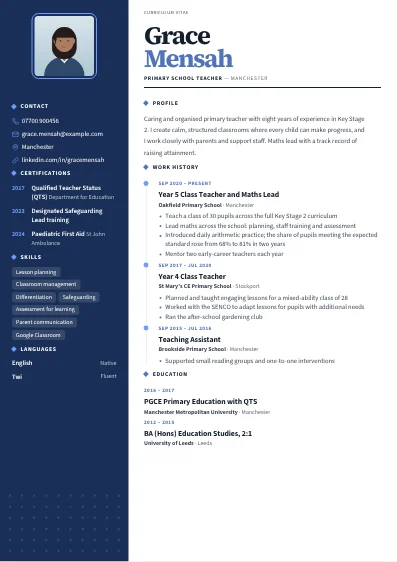 CURRICULUM VITAE
Grace
Mensah
PRIMARY SCHOOL TEACHER — MANCHESTER
CONTACT
07700 900456
grace.mensah@example.com
Manchester
linkedin.com/in/gracemensah
CERTIFICATIONS
2017 Qualified Teacher Status
(QTS) Department for Education
2023 Designated Safeguarding
Lead training
2024 Paediatric First Aid St John
Ambulance
SKILLS
Lesson planning
Classroom management
Differentiation Safeguarding
Assessment for learning
Parent communication
Google Classroom
LANGUAGES
English Native
Twi Fluent
PROFILE
Caring and organised primary teacher with eight years of experience in Key Stage
2. I create calm, structured classrooms where every child can make progress, and
I work closely with parents and support staff. Maths lead with a track record of
raising attainment.
WORK HISTORY
SEP 2020 – PRESENT
Year 5 Class Teacher and Maths Lead
Oakfield Primary School · Manchester
• Teach a class of 30 pupils across the full Key Stage 2 curriculum
• Lead maths across the school: planning, staff training and assessment
• Introduced daily arithmetic practice; the share of pupils meeting the expected
standard rose from 68% to 81% in two years
• Mentor two early-career teachers each year
SEP 2017 – JUL 2020
Year 4 Class Teacher
St Mary's CE Primary School · Stockport
• Planned and taught engaging lessons for a mixed-ability class of 28
• Worked with the SENCO to adapt lessons for pupils with additional needs
• Ran the after-school gardening club
SEP 2015 – JUL 2016
Teaching Assistant
Brookside Primary School · Manchester
• Supported small reading groups and one-to-one interventions
EDUCATION
2016 – 2017
PGCE Primary Education with QTS
Manchester Metropolitan University · Manchester
2012 – 2015
BA (Hons) Education Studies, 2:1
University of Leeds · Leeds